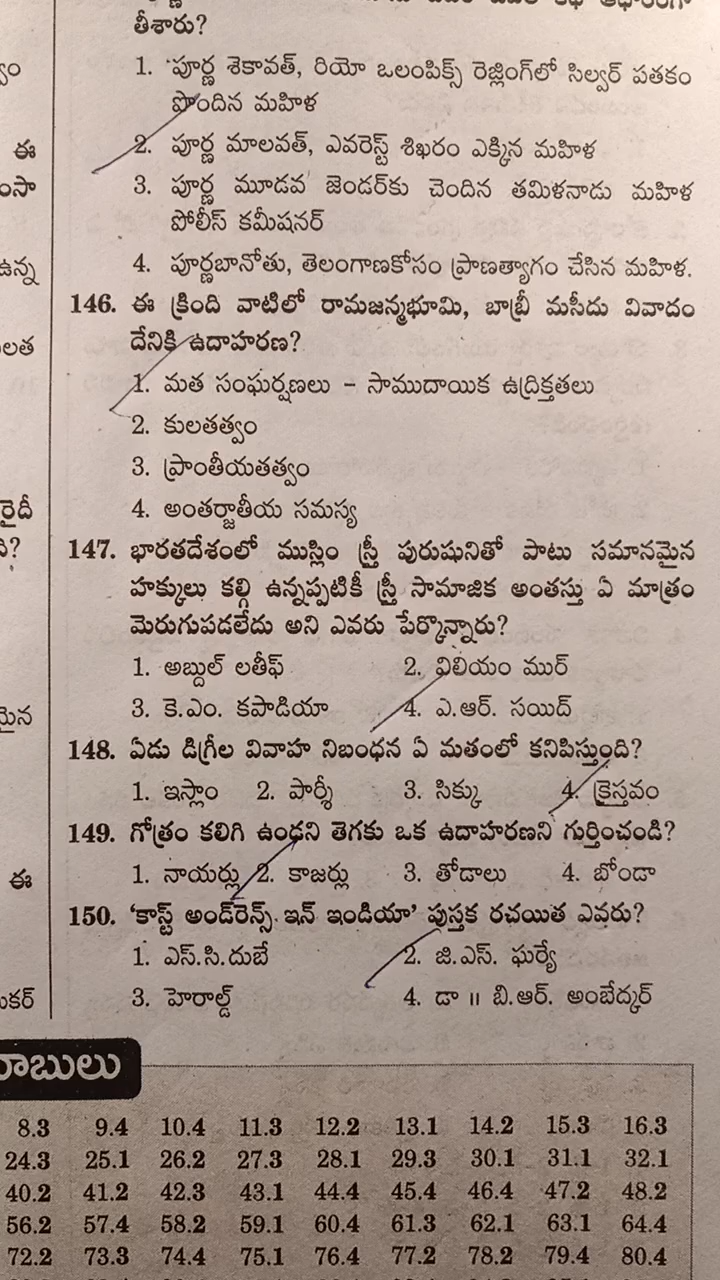 తీశారు?
1. పూర్ణ శెకావత్, రియో ఒలంపిక్స్ రెజ్లింగ్‌లో సిల్వర్ పతకం
పొందిన మహిళ
2. పూర్ణ మాలవత్, ఎవరెస్ట్ శిఖరం ఎక్కిన మహిళ
3. పూర్ణ మూడవ జెండర్‌కు చెందిన తమిళనాడు మహిళ
పోలీస్ కమీషనర్
4. పూర్ణబానోతు, తెలంగాణకోసం ప్రాణత్యాగం చేసిన మహిళ.
146. ఈ క్రింది వాటిలో రామజన్మభూమి, బాబ్రీ మసీదు వివాదం
దేనికి ఉదాహరణ?
1. మత సంఘర్షణలు – సాముదాయిక ఉద్రిక్తతలు
2. కులతత్వం
3. ప్రాంతీయతత్వం
4. అంతర్జాతీయ సమస్య
147. భారతదేశంలో ముస్లిం స్త్రీ పురుషునితో పాటు సమానమైన
హక్కులు కల్గి ఉన్నప్పటికీ స్త్రీ సామాజిక అంతస్తు ఏ మాత్రం
మెరుగుపడలేదు అని ఎవరు పేర్కొన్నారు?
1. అబ్దుల్ లతీఫ్ 2. విలియం ముర్
3. కె.ఎం. కపాడియా 4. ఎ.ఆర్. సయిద్
148. ఏడు డిగ్రీల వివాహ నిబంధన ఏ మతంలో కనిపిస్తుంది?
1. ఇస్లాం 2. పార్శీ 3. సిక్కు 4. క్రైస్తవం
149. గోత్రం కలిగి ఉండని తెగకు ఒక ఉదాహరణని గుర్తించండి?
1. నాయర్లు 2. కాజర్లు 3. తోడాలు 4. బోండా
150. 'కాస్ట్ అండ్‌రెన్స్ ఇన్ ఇండియా' పుస్తక రచయిత ఎవరు?
1. ఎస్.సి.దుబే 2. జి.ఎస్. ఘర్యే
3. హెరాల్డ్ 4. డా॥ బి.ఆర్. అంబేద్కర్
ఈ
ఉన్న
ఈ
8.3 9.4 10.4 11.3 12.2 13.1 14.2 15.3 16.3
24.3 25.1 26.2 27.3 28.1 29.3 30.1 31.1 32.1
40.2 41.2 42.3 43.1 44.4 45.4 46.4 47.2 48.2
56.2 57.4 58.2 59.1 60.4 61.3 62.1 63.1 64.4
72.2 73.3 74.4 75.1 76.4 77.2 78.2 79.4 80.4